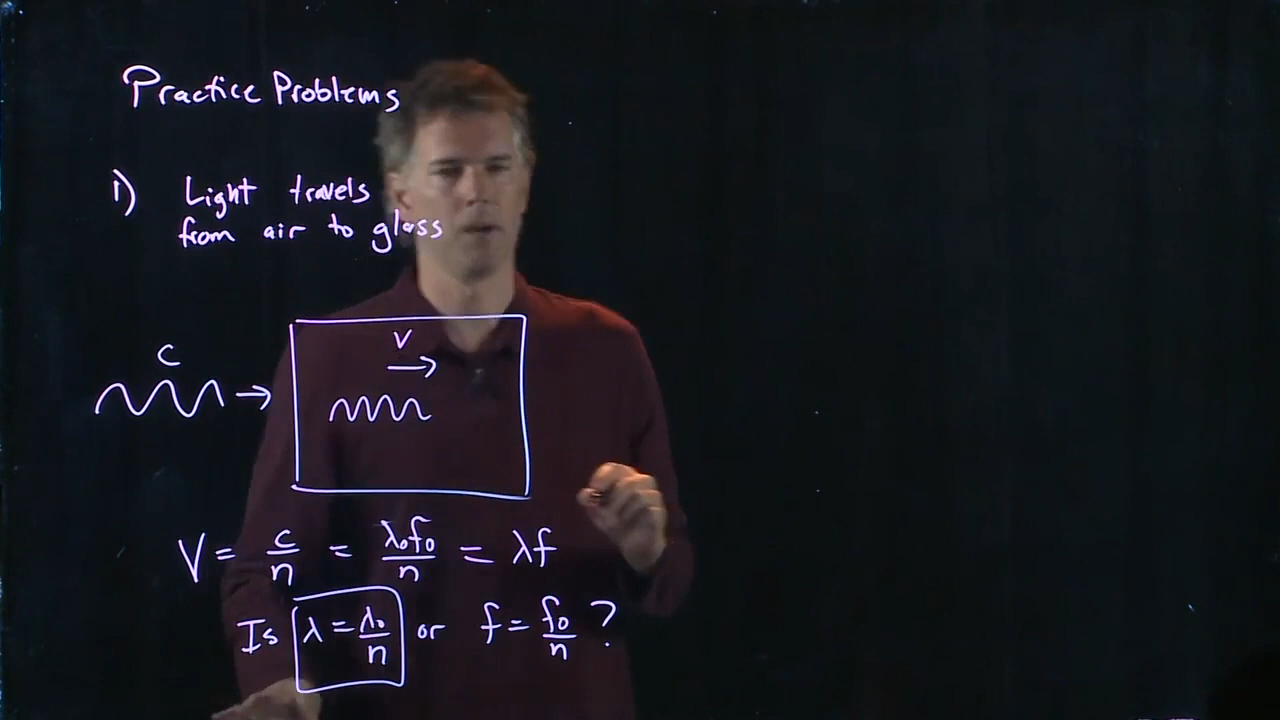 Practice Problems
1) Light travels
from air to glass
c
v
V = c/n = λ₀f₀/n = λf
Is λ = λ₀/n or f = f₀/n ?